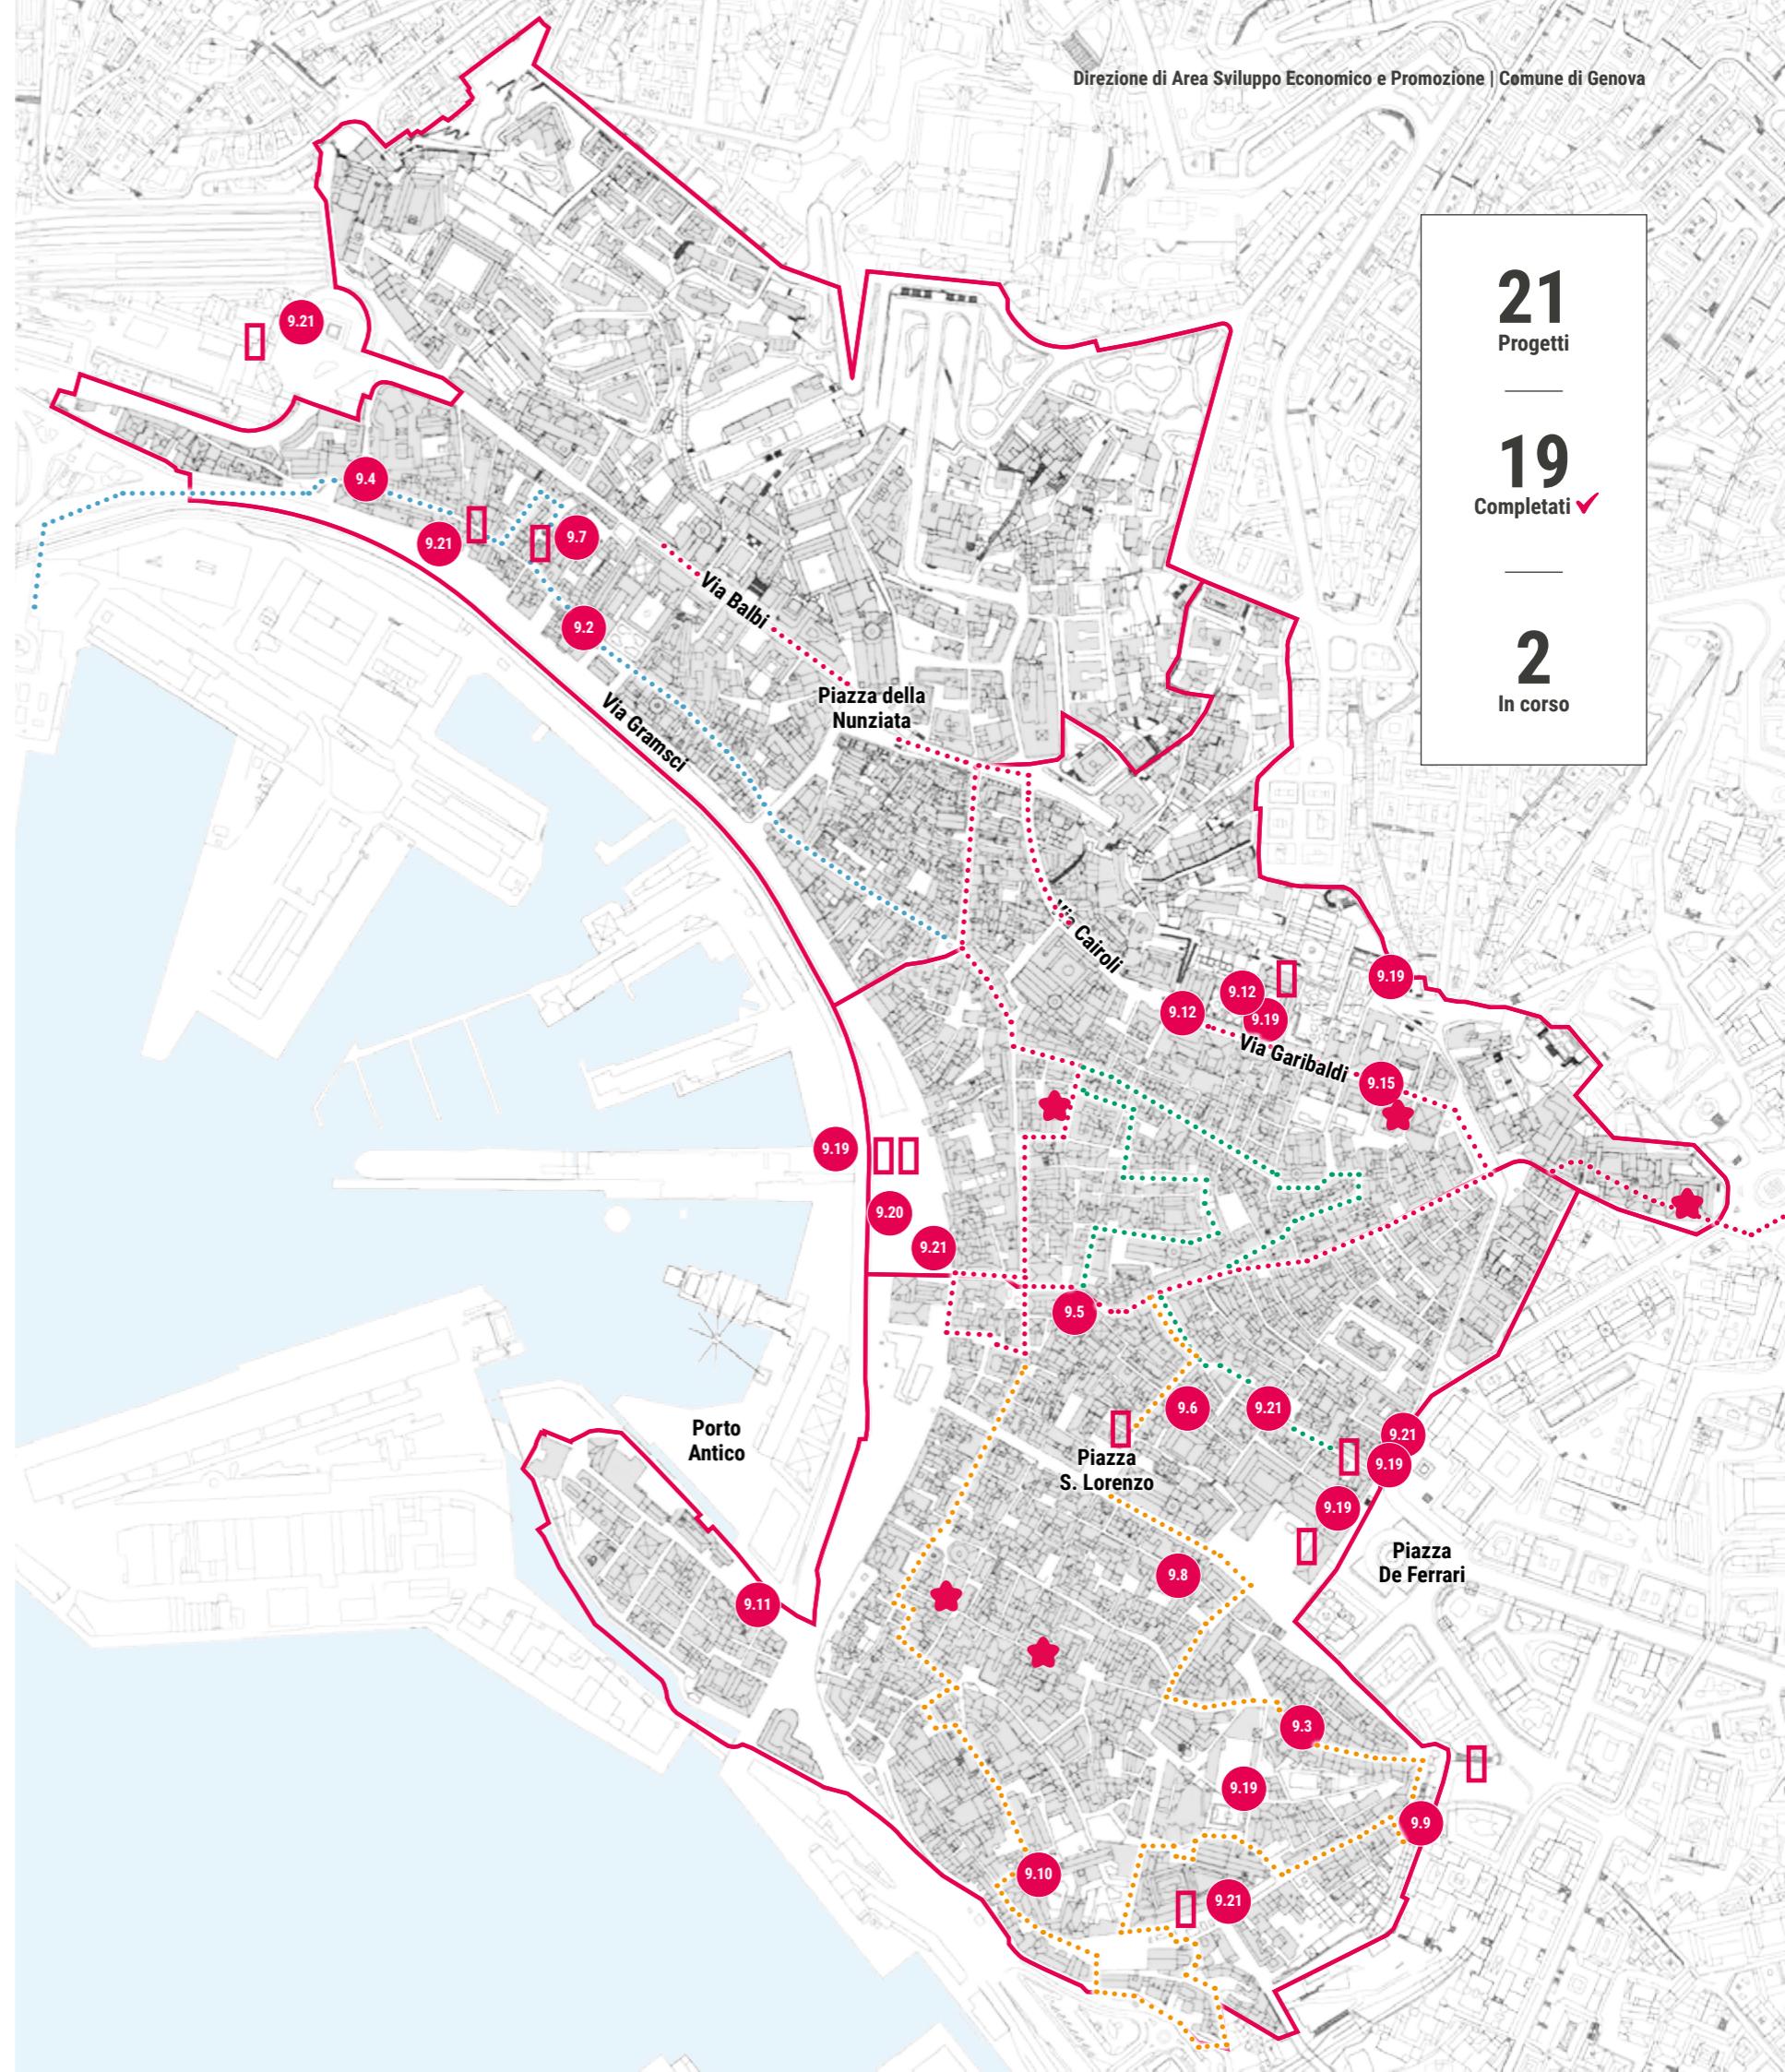 Direzione di Area Sviluppo Economico e Promozione | Comune di Genova
21
Progetti
19
Completati
2
In corso
9.21
9.4
9.21
9.7
9.2
Via Balbi
Piazza della
Nunziata
Via Gramsci
Via Cairoli
9.19
9.12
9.12
9.19
Via Garibaldi
9.15
9.19
9.20
9.21
9.5
9.6
9.21
9.21
9.19
9.19
Porto
Antico
Piazza
S. Lorenzo
Piazza
De Ferrari
9.8
9.11
9.3
9.19
9.9
9.10
9.21